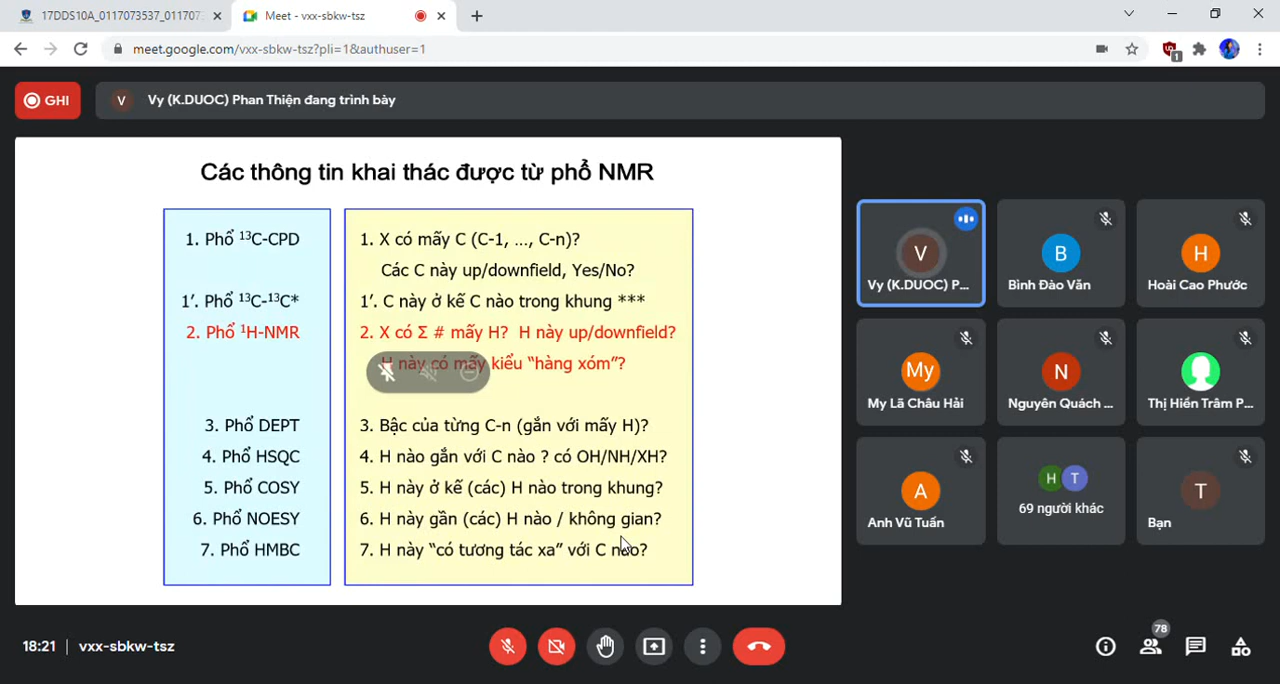 17DDS10A_0117073537_0117073
Meet - vxx-sbkw-tsz
meet.google.com/vxx-sbkw-tsz?pli=1&authuser=1
1
GHI
V
Vy (K.DUOC) Phan Thiện đang trình bày
Các thông tin khai thác được từ phổ NMR
1. Phổ ¹³C-CPD
1. X có mấy C (C-1, ..., C-n)?
Các C này up/downfield, Yes/No?
1’. Phổ ¹³C-¹³C*
1’. C này ở kế C nào trong khung ***
2. Phổ ¹H-NMR
2. X có Σ # mấy H? H này up/downfield?
H này có mấy kiểu “hàng xóm”?
3. Phổ DEPT
3. Bậc của từng C-n (gắn với mấy H)?
4. Phổ HSQC
4. H nào gắn với C nào ? có OH/NH/XH?
5. Phổ COSY
5. H này ở kế (các) H nào trong khung?
6. Phổ NOESY
6. H này gần (các) H nào / không gian?
7. Phổ HMBC
7. H này “có tương tác xa” với C nào?
V
Vy (K.DUOC) P...
B
Bình Đào Văn
H
Hoài Cao Phước
My
My Lã Châu Hải
N
Nguyên Quách ...
Thị Hiền Trâm P...
A
Anh Vũ Tuấn
H T
69 người khác
T
Bạn
18:21 | vxx-sbkw-tsz
78